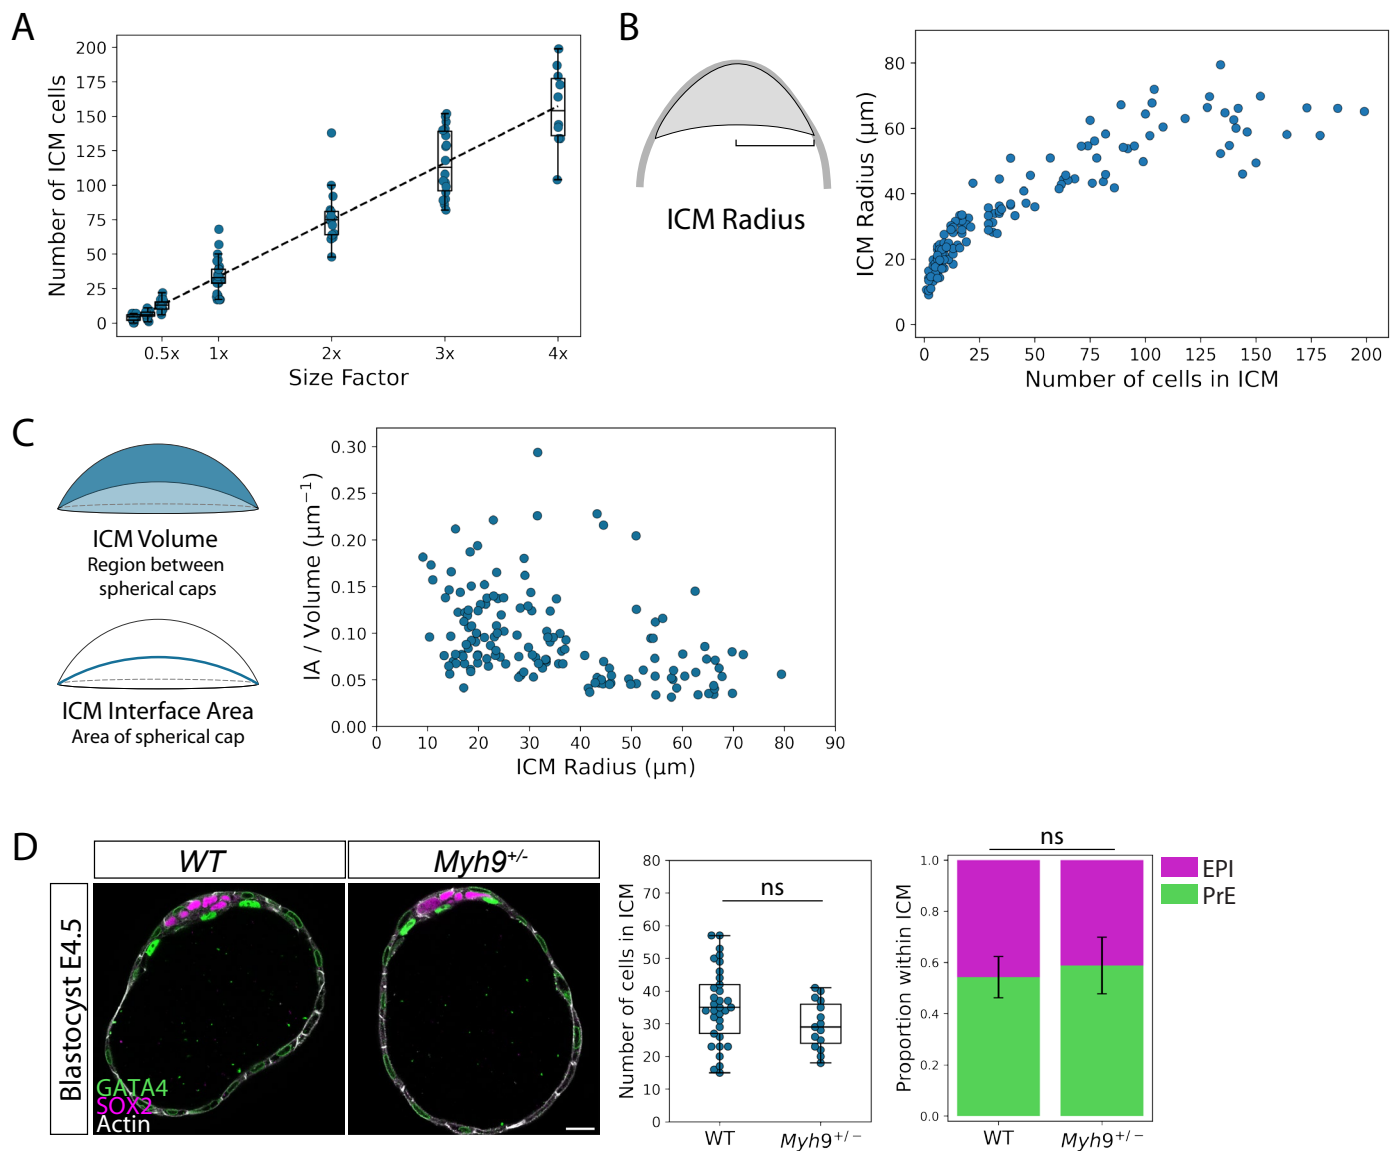 A
Number of ICM cells
200
175
150
125
100
75
50
25
0
0.5x 1x 2x 3x 4x
Size Factor
B
ICM Radius
ICM Radius (µm)
80
60
40
20
0
0 25 50 75 100 125 150 175 200
Number of cells in ICM
C
ICM Volume
Region between
spherical caps
ICM Interface Area
Area of spherical cap
IA / Volume (µm⁻¹)
0.30
0.25
0.20
0.15
0.10
0.05
0.00
0 10 20 30 40 50 60 70 80 90
ICM Radius (µm)
D
WT
Myh9+/-
Blastocyst E4.5
GATA4
SOX2
Actin
Number of cells in ICM
80
70
60
50
40
30
20
10
0
ns
WT Myh9+/−
Proportion within ICM
1.0
0.8
0.6
0.4
0.2
0.0
ns
WT Myh9+/−
EPI
PrE